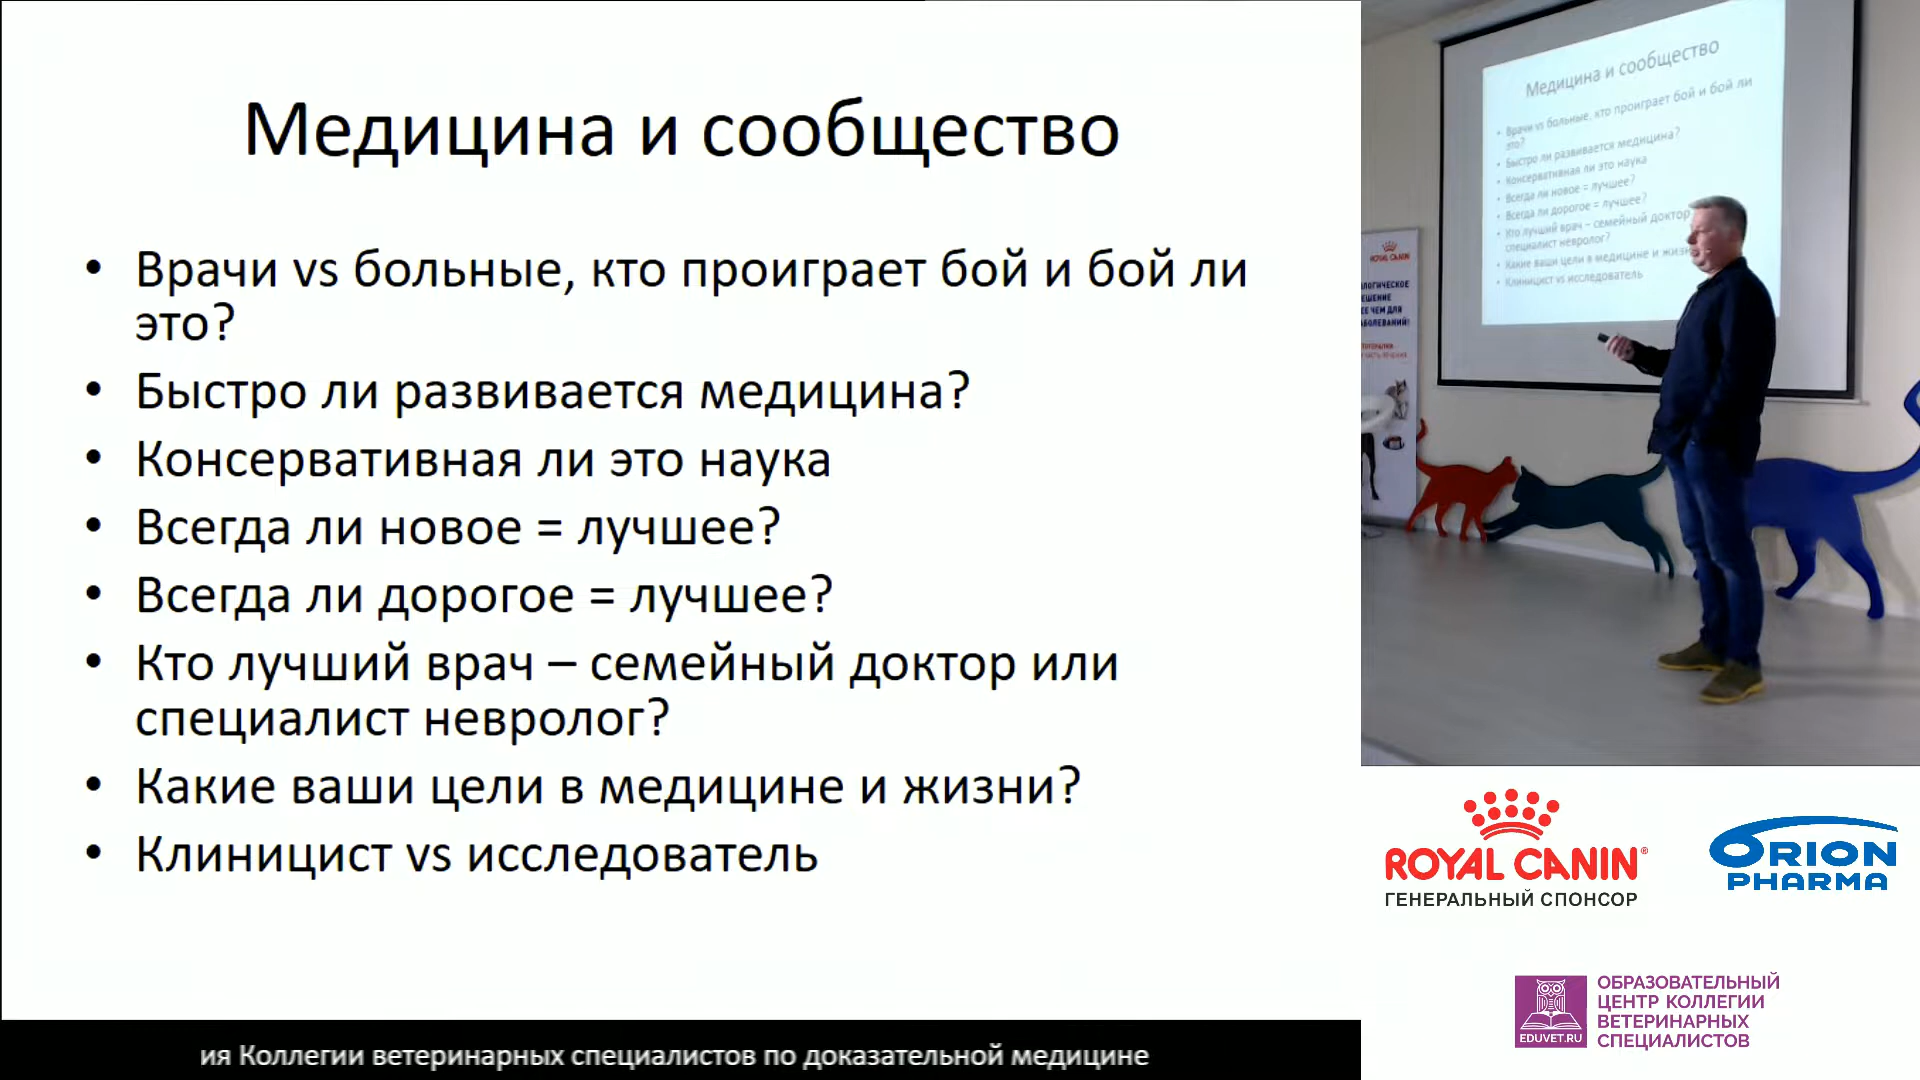 Медицина и сообщество
• Врачи vs больные, кто проиграет бой и бой ли
это?
• Быстро ли развивается медицина?
• Консервативная ли это наука
• Всегда ли новое = лучшее?
• Всегда ли дорогое = лучшее?
• Кто лучший врач – семейный доктор или
специалист невролог?
• Какие ваши цели в медицине и жизни?
• Клиницист vs исследователь
ия Коллегии ветеринарных специалистов по доказательной медицине
Медицина и сообщество
• Врачи vs больные, кто проиграет бой и бой ли
это?
• Быстро ли развивается медицина?
• Консервативная ли это наука
• Всегда ли новое = лучшее?
• Всегда ли дорогое = лучшее?
• Кто лучший врач – семейный доктор
специалист невролог?
• Какие ваши цели в медицине и жизн
• Клиницист vs исследователь
ROYAL CANIN
ROYAL CANIN®
ГЕНЕРАЛЬНЫЙ СПОНСОР
ORION
PHARMA
EDUVET.RU
ОБРАЗОВАТЕЛЬНЫЙ
ЦЕНТР КОЛЛЕГИИ
ВЕТЕРИНАРНЫХ
СПЕЦИАЛИСТОВ